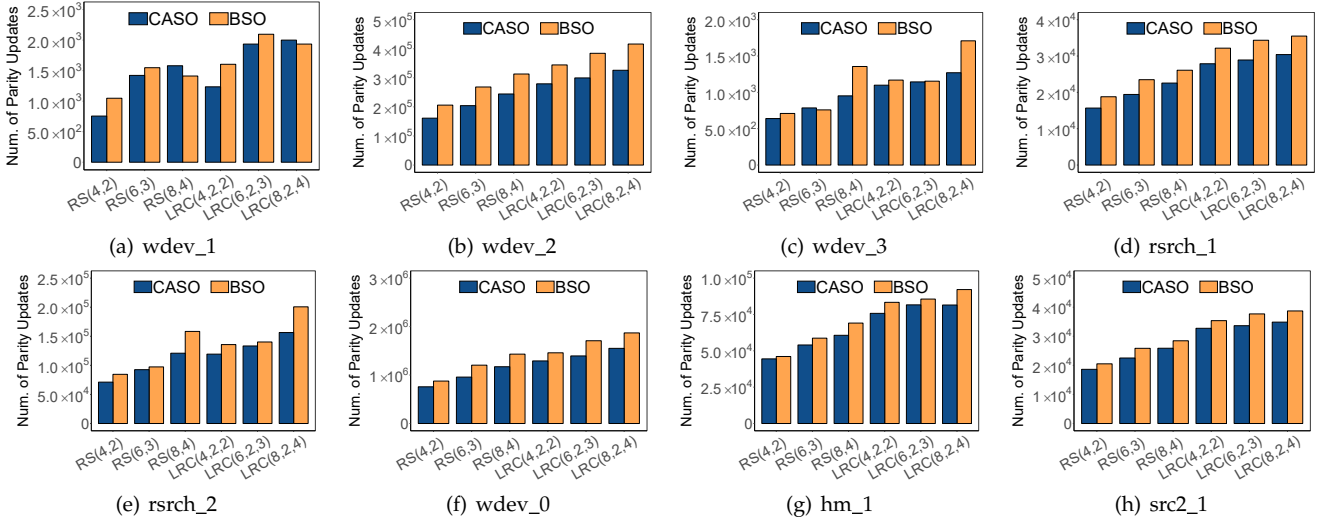 CASO BSO
Num. of Parity Updates
2.5×10³
2.0×10³
1.5×10³
1.0×10³
5.0×10²
0
RS(4,2) RS(6,3) RS(8,4) LRC(4,2,2) LRC(6,2,3) LRC(8,2,4)
(a) wdev_1
CASO BSO
Num. of Parity Updates
5×10⁵
4×10⁵
3×10⁵
2×10⁵
1×10⁵
0
RS(4,2) RS(6,3) RS(8,4) LRC(4,2,2) LRC(6,2,3) LRC(8,2,4)
(b) wdev_2
CASO BSO
Num. of Parity Updates
2.0×10³
1.5×10³
1.0×10³
5.0×10²
0
RS(4,2) RS(6,3) RS(8,4) LRC(4,2,2) LRC(6,2,3) LRC(8,2,4)
(c) wdev_3
CASO BSO
Num. of Parity Updates
4×10⁴
3×10⁴
2×10⁴
1×10⁴
0
RS(4,2) RS(6,3) RS(8,4) LRC(4,2,2) LRC(6,2,3) LRC(8,2,4)
(d) rsrch_1
CASO BSO
Num. of Parity Updates
2.5×10⁵
2.0×10⁵
1.5×10⁵
1.0×10⁵
5.0×10⁴
0
RS(4,2) RS(6,3) RS(8,4) LRC(4,2,2) LRC(6,2,3) LRC(8,2,4)
(e) rsrch_2
CASO BSO
Num. of Parity Updates
3×10⁶
2×10⁶
1×10⁶
0
RS(4,2) RS(6,3) RS(8,4) LRC(4,2,2) LRC(6,2,3) LRC(8,2,4)
(f) wdev_0
CASO BSO
Num. of Parity Updates
1.0×10⁵
7.5×10⁴
5.0×10⁴
2.5×10⁴
0
RS(4,2) RS(6,3) RS(8,4) LRC(4,2,2) LRC(6,2,3) LRC(8,2,4)
(g) hm_1
CASO BSO
Num. of Parity Updates
5×10⁴
4×10⁴
3×10⁴
2×10⁴
1×10⁴
0
RS(4,2) RS(6,3) RS(8,4) LRC(4,2,2) LRC(6,2,3) LRC(8,2,4)
(h) src2_1